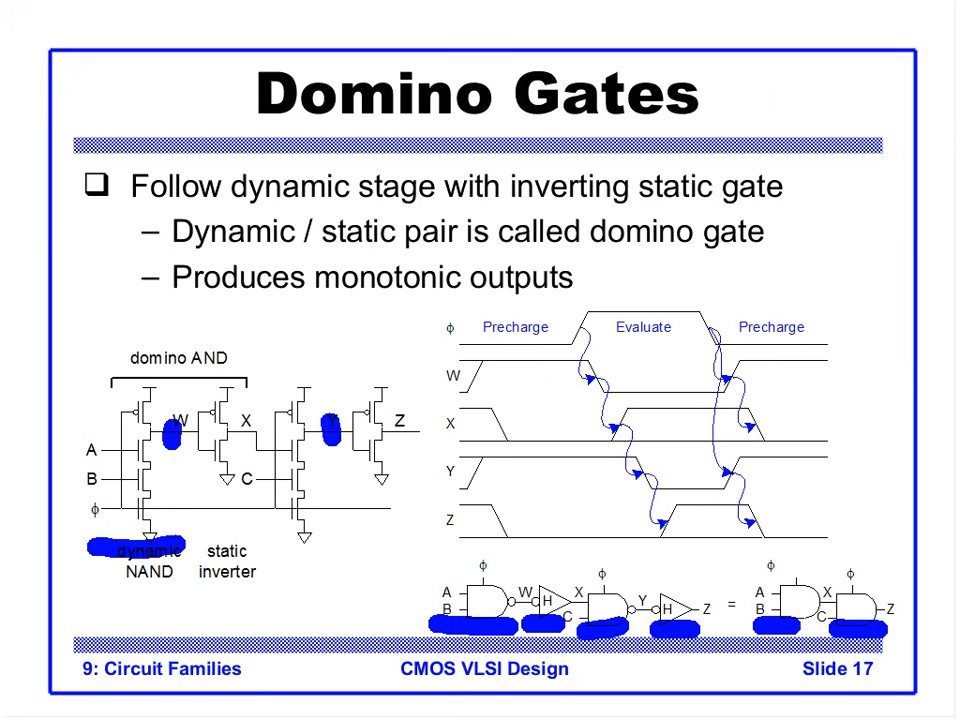 Domino Gates
❑ Follow dynamic stage with inverting static gate
– Dynamic / static pair is called domino gate
– Produces monotonic outputs
domino AND
W X Y Z
A
B C
ϕ
dynamic static
NAND inverter
ϕ Precharge Evaluate Precharge
W
X
Y
Z
ϕ ϕ ϕ ϕ
A W H X Y H Z = A X Z
B C B C
9: Circuit Families CMOS VLSI Design Slide 17